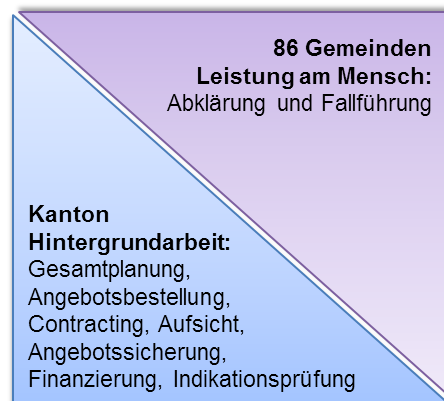 86 Gemeinden
Leistung am Mensch:
Abklärung und Fallführung
Kanton
Hintergrundarbeit:
Gesamtplanung,
Angebotsbestellung,
Contracting, Aufsicht,
Angebotssicherung,
Finanzierung, Indikationsprüfung